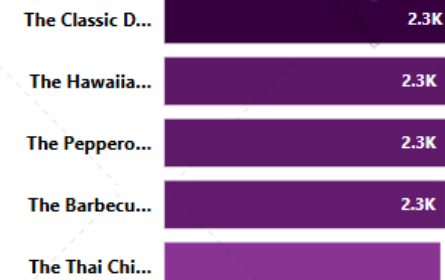 The Classic D... 2.3K
The Hawaiia... 2.3K
The Peppero... 2.3K
The Barbecu... 2.3K
The Thai Chi...